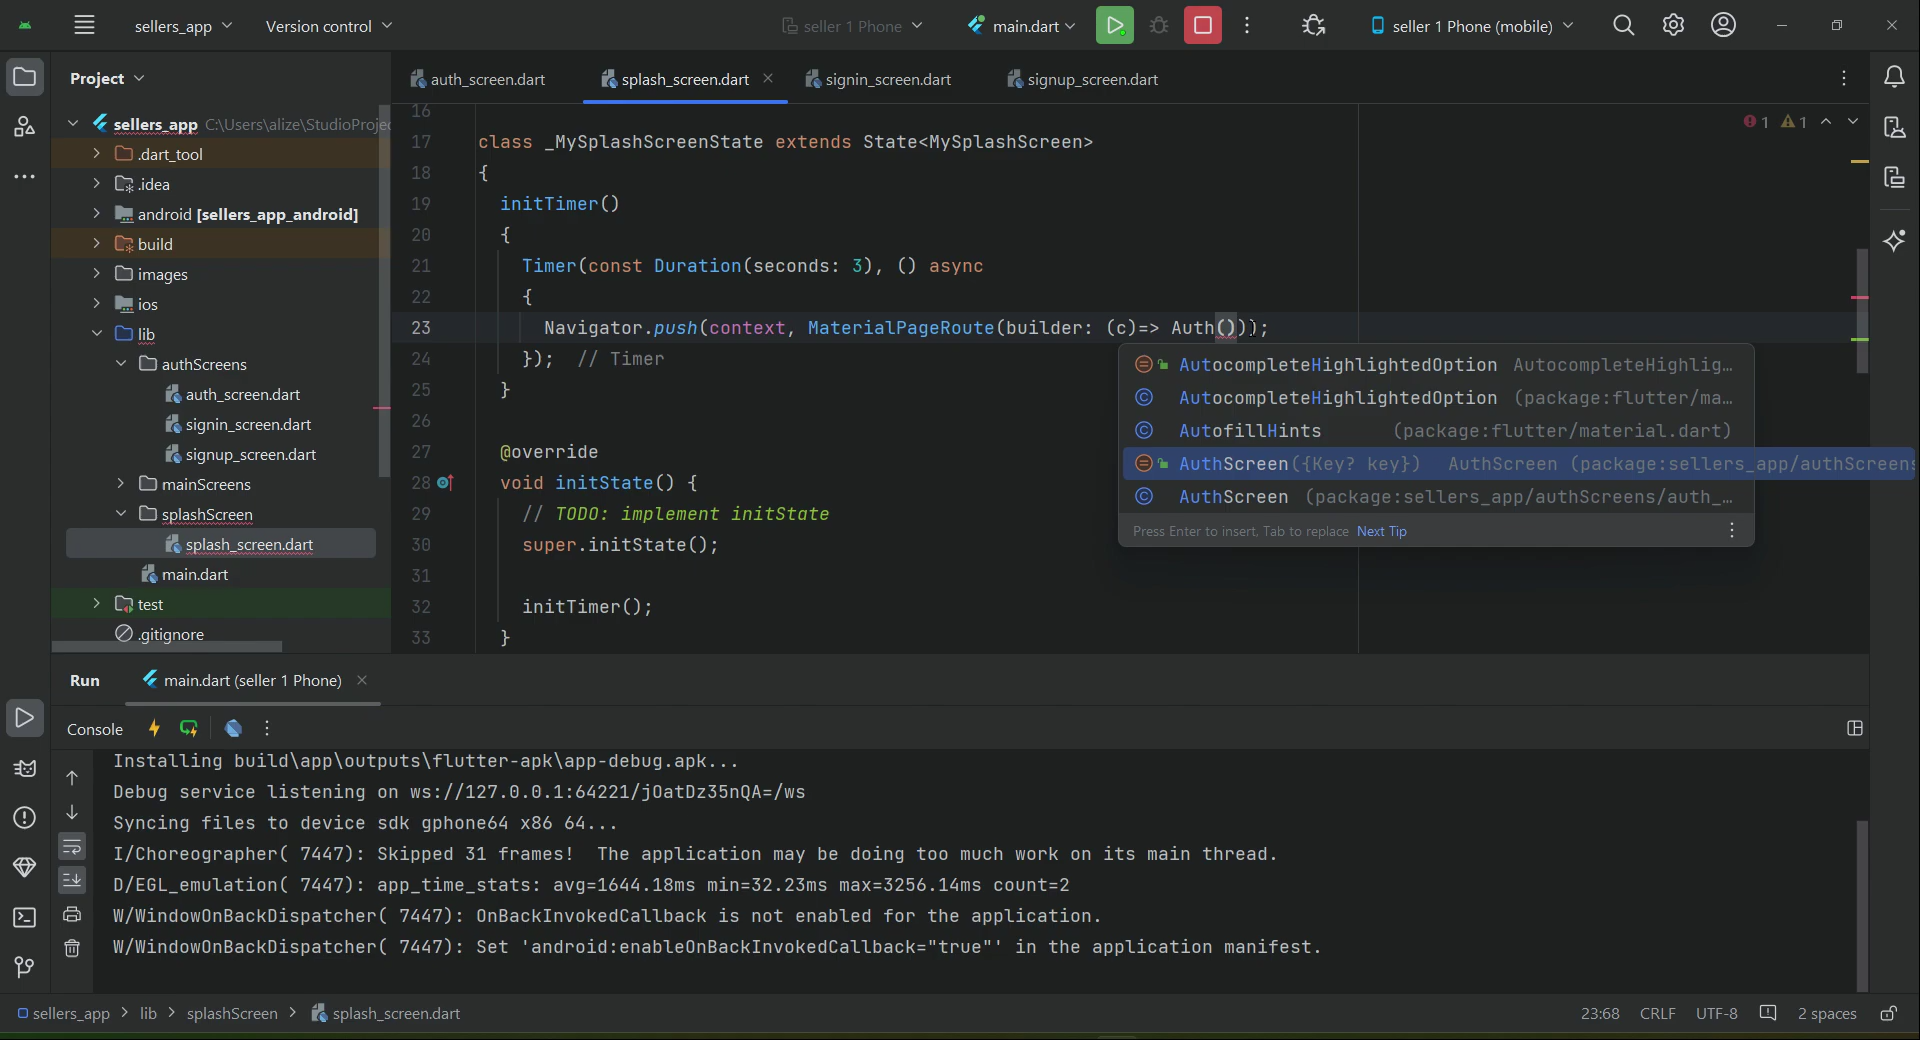 sellers_app
Version control
seller 1 Phone
main.dart
seller 1 Phone (mobile)
Project
auth_screen.dart
splash_screen.dart
signin_screen.dart
signup_screen.dart
sellers_app C:\Users\alize\StudioProjec
.dart_tool
.idea
android [sellers_app_android]
build
images
ios
lib
authScreens
auth_screen.dart
signin_screen.dart
signup_screen.dart
mainScreens
splashScreen
splash_screen.dart
main.dart
test
.gitignore
1 1
16
17 class _MySplashScreenState extends State<MySplashScreen>
18 {
19 initTimer()
20 {
21 Timer(const Duration(seconds: 3), () async
22 {
23 Navigator.push(context, MaterialPageRoute(builder: (c)=> Auth()));
24 }); // Timer
25 }
26
27 @override
28 void initState() {
29 // TODO: implement initState
30 super.initState();
31
32 initTimer();
33 }
AutocompleteHighlightedOption AutocompleteHighlig...
AutocompleteHighlightedOption (package:flutter/ma...
AutofillHints (package:flutter/material.dart)
AuthScreen({Key? key}) AuthScreen (package:sellers_app/authScreens
AuthScreen (package:sellers_app/authScreens/auth_...
Press Enter to insert, Tab to replace Next Tip
Run
main.dart (seller 1 Phone)
Console
Installing build\app\outputs\flutter-apk\app-debug.apk...
Debug service listening on ws://127.0.0.1:64221/jOatDz35nQA=/ws
Syncing files to device sdk gphone64 x86 64...
I/Choreographer( 7447): Skipped 31 frames!  The application may be doing too much work on its main thread.
D/EGL_emulation( 7447): app_time_stats: avg=1644.18ms min=32.23ms max=3256.14ms count=2
W/WindowOnBackDispatcher( 7447): OnBackInvokedCallback is not enabled for the application.
W/WindowOnBackDispatcher( 7447): Set 'android:enableOnBackInvokedCallback="true"' in the application manifest.
sellers_app > lib > splashScreen > splash_screen.dart
23:68 CRLF UTF-8 2 spaces